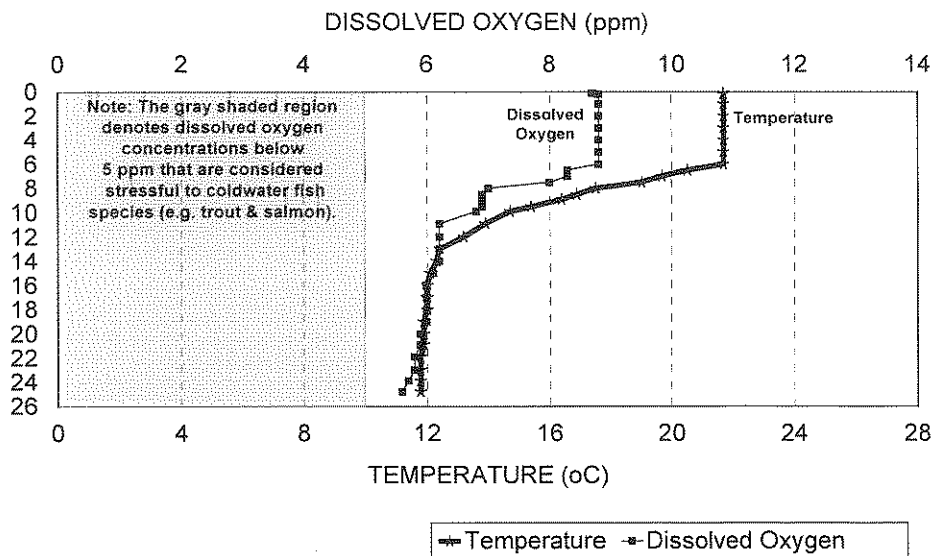 DISSOLVED OXYGEN (ppm)
0 2 4 6 8 10 12 14
0
2
4
6
8
10
12
14
16
18
20
22
24
26
Note: The gray shaded region
denotes dissolved oxygen
concentrations below
5 ppm that are considered
stressful to coldwater fish
species (e.g. trout & salmon).
Dissolved
Oxygen
Temperature
0 4 8 12 16 20 24 28
TEMPERATURE (oC)
Temperature Dissolved Oxygen